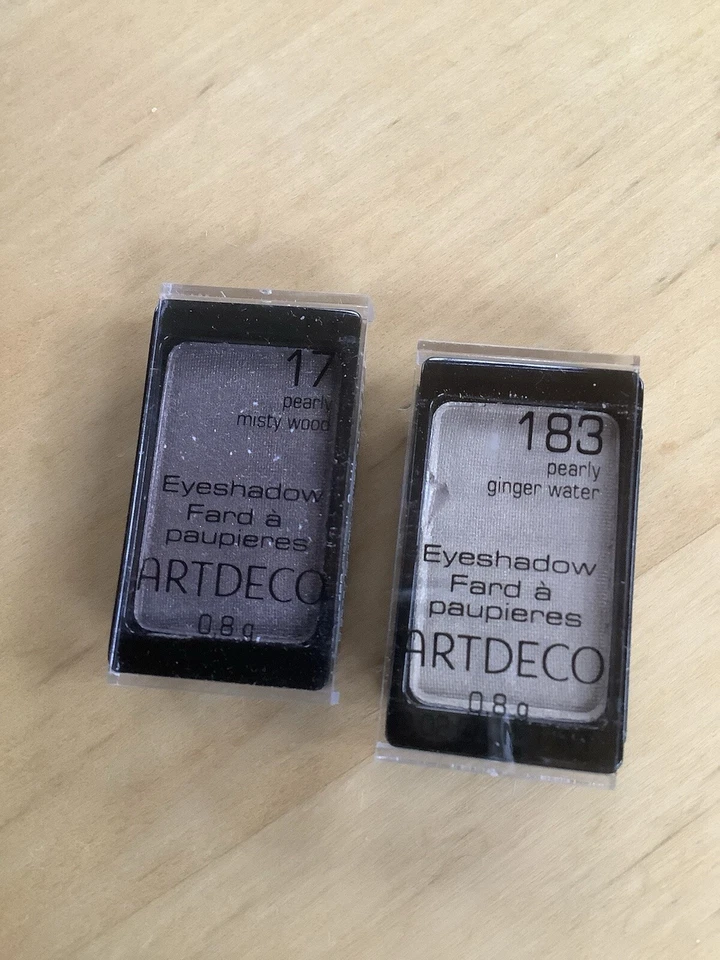 17
pearly
misty wood
Eyeshadow
Fard à
paupieres
ARTDECO
0.8 g
183
pearly
ginger water
Eyeshadow
Fard à
paupieres
ARTDECO
0.8 g